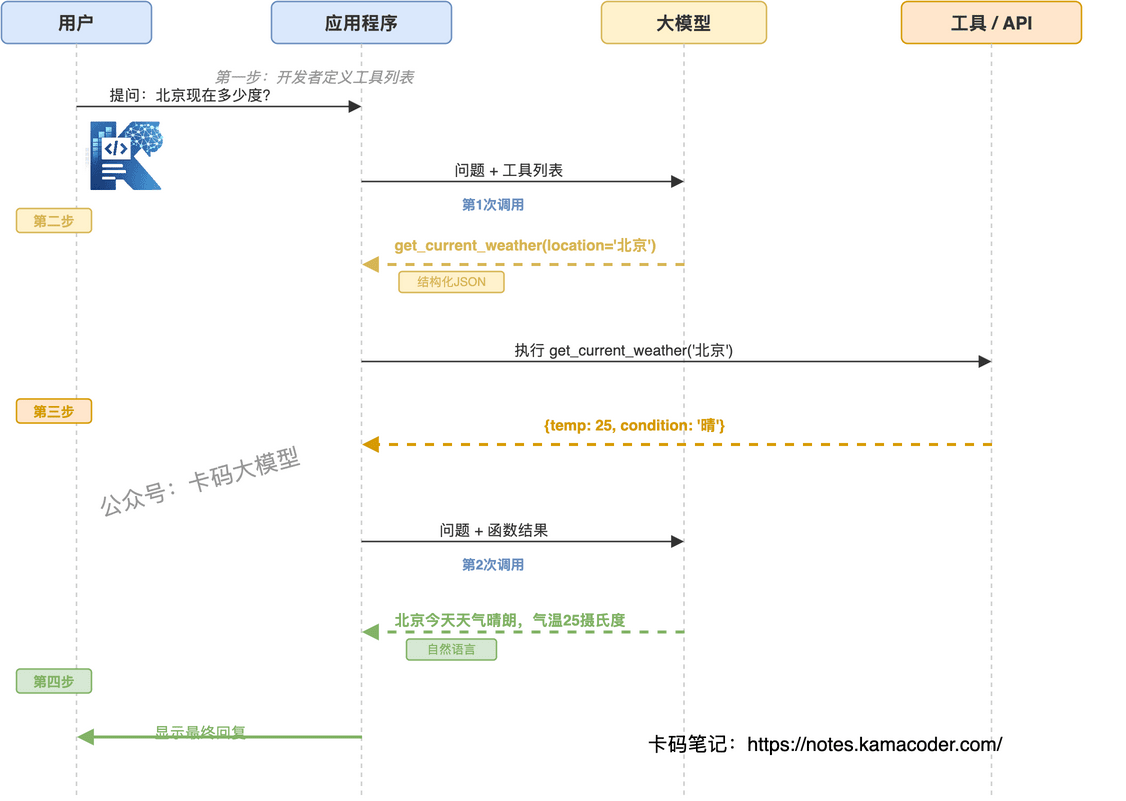 用户
应用程序
大模型
工具 / API
第一步：开发者定义工具列表
提问：北京现在多少度?
</>
问题 + 工具列表
第1次调用
第二步
get_current_weather(location='北京')
结构化JSON
执行 get_current_weather('北京')
第三步
{temp: 25, condition: '晴'}
公众号：卡码大模型
问题 + 函数结果
第2次调用
北京今天天气晴朗，气温25摄氏度
自然语言
第四步
显示最终回复
卡码笔记：https://notes.kamacoder.com/